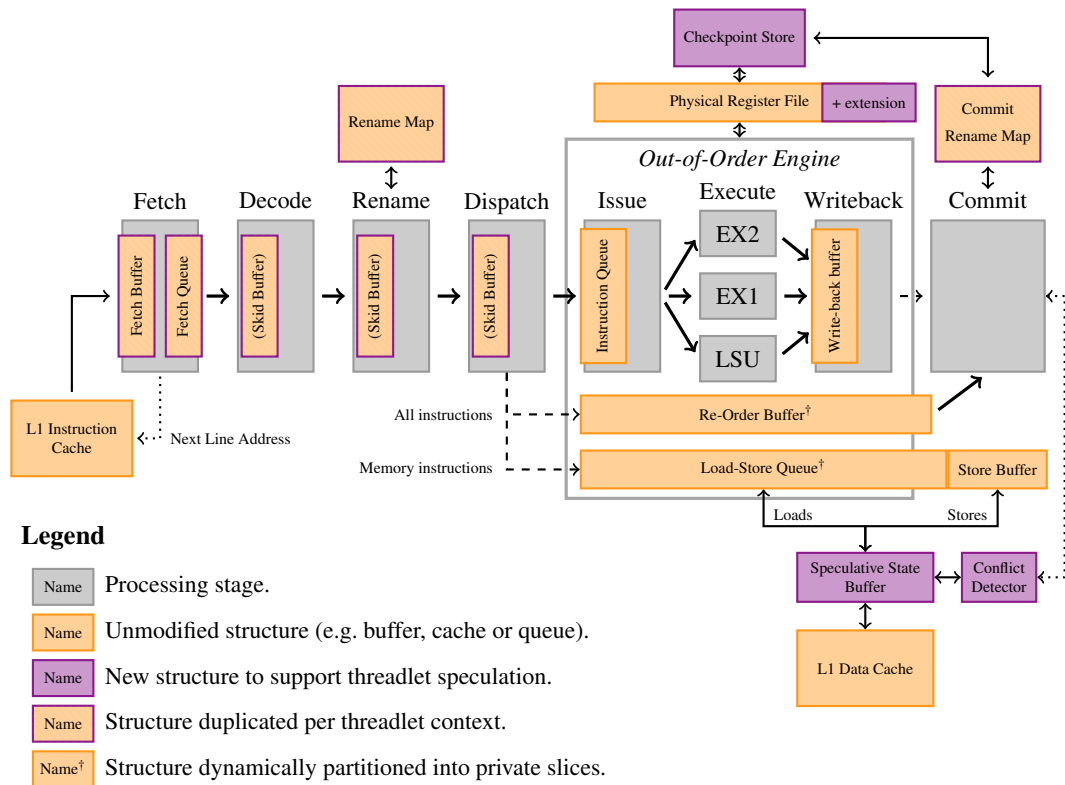 Checkpoint Store
Physical Register File
+ extension
Commit
Rename Map
Rename Map
Out-of-Order Engine
Fetch
Decode
Rename
Dispatch
Issue
Execute
Writeback
Commit
Fetch Buffer
Fetch Queue
(Skid Buffer)
(Skid Buffer)
(Skid Buffer)
Instruction Queue
EX2
EX1
LSU
Write-back buffer
L1 Instruction
Cache
Next Line Address
All instructions
Re-Order Buffer†
Memory instructions
Load-Store Queue†
Store Buffer
Loads
Stores
Speculative State
Buffer
Conflict
Detector
L1 Data Cache
Legend
Name Processing stage.
Name Unmodified structure (e.g. buffer, cache or queue).
Name New structure to support threadlet speculation.
Name Structure duplicated per threadlet context.
Name† Structure dynamically partitioned into private slices.